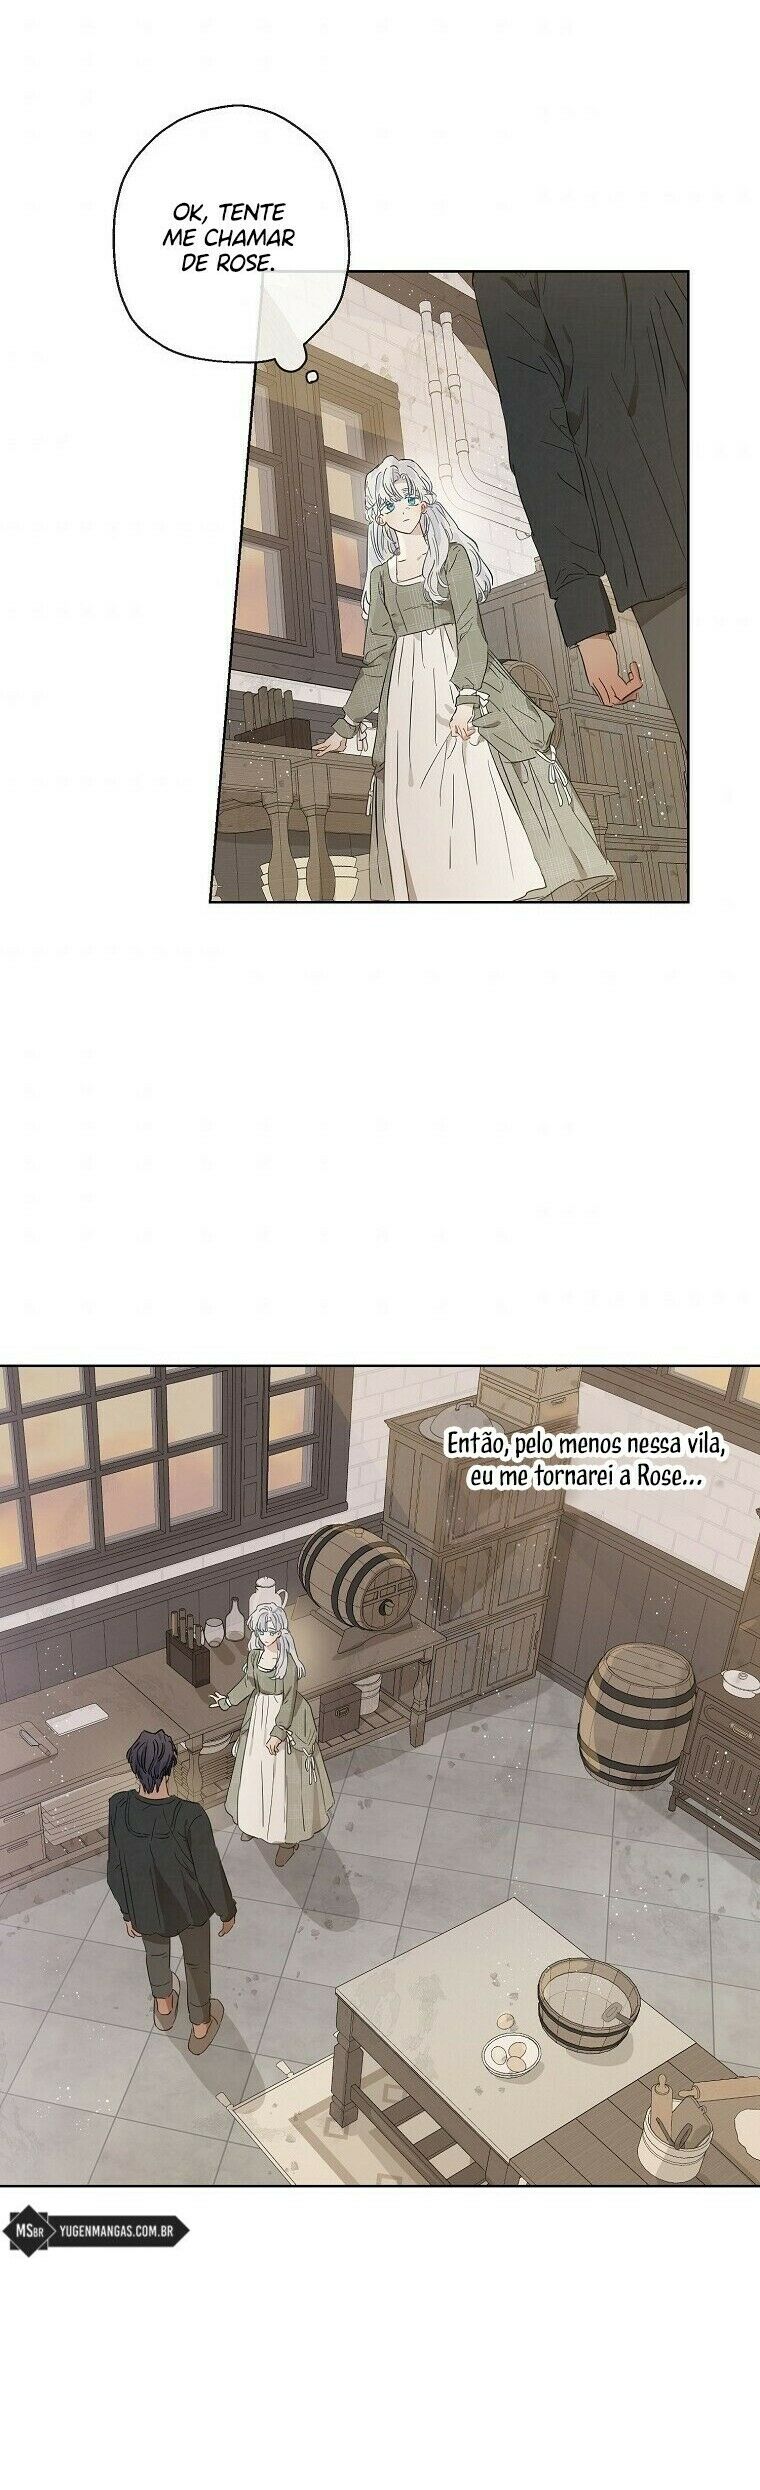 OK, TENTE
ME CHAMAR
DE ROSE.
Então, pelo menos nessa vila,
eu me tornarei a Rose...
MSBR YUGENMANGAS.COM.BR